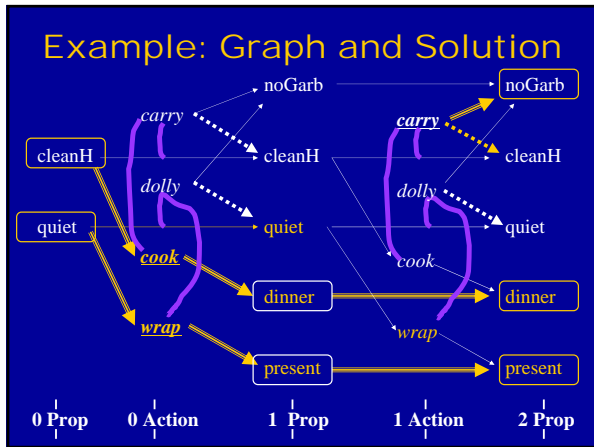 Example: Graph and Solution
noGarb noGarb
carry carry
cleanH cleanH cleanH
dolly dolly
quiet quiet quiet
cook cook
dinner dinner
wrap wrap
present present
0 Prop 0 Action 1 Prop 1 Action 2 Prop